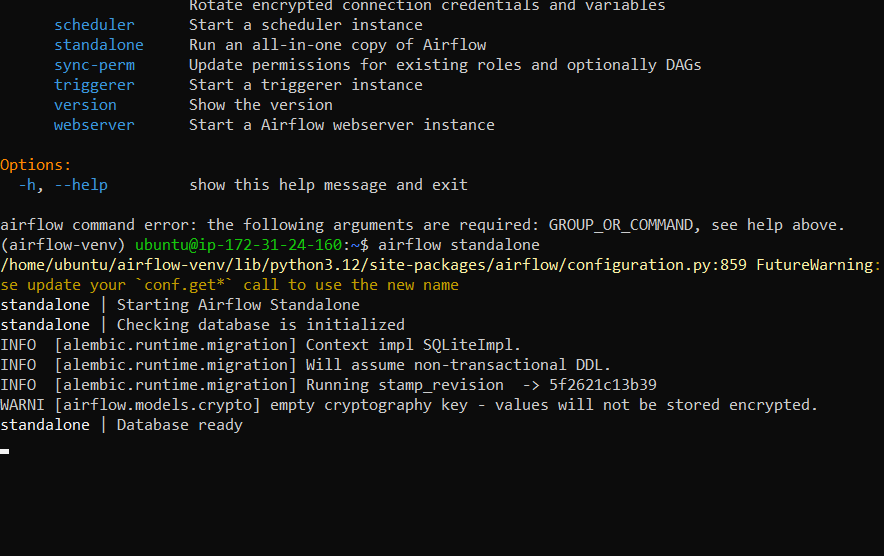 Rotate encrypted connection credentials and variables
scheduler Start a scheduler instance
standalone Run an all-in-one copy of Airflow
sync-perm Update permissions for existing roles and optionally DAGs
triggerer Start a triggerer instance
version Show the version
webserver Start a Airflow webserver instance
Options:
-h, --help show this help message and exit
airflow command error: the following arguments are required: GROUP_OR_COMMAND, see help above.
(airflow-venv) ubuntu@ip-172-31-24-160:~$ airflow standalone
/home/ubuntu/airflow-venv/lib/python3.12/site-packages/airflow/configuration.py:859 FutureWarning:
se update your `conf.get*` call to use the new name
standalone | Starting Airflow Standalone
standalone | Checking database is initialized
INFO [alembic.runtime.migration] Context impl SQLiteImpl.
INFO [alembic.runtime.migration] Will assume non-transactional DDL.
INFO [alembic.runtime.migration] Running stamp_revision -> 5f2621c13b39
WARNI [airflow.models.crypto] empty cryptography key - values will not be stored encrypted.
standalone | Database ready